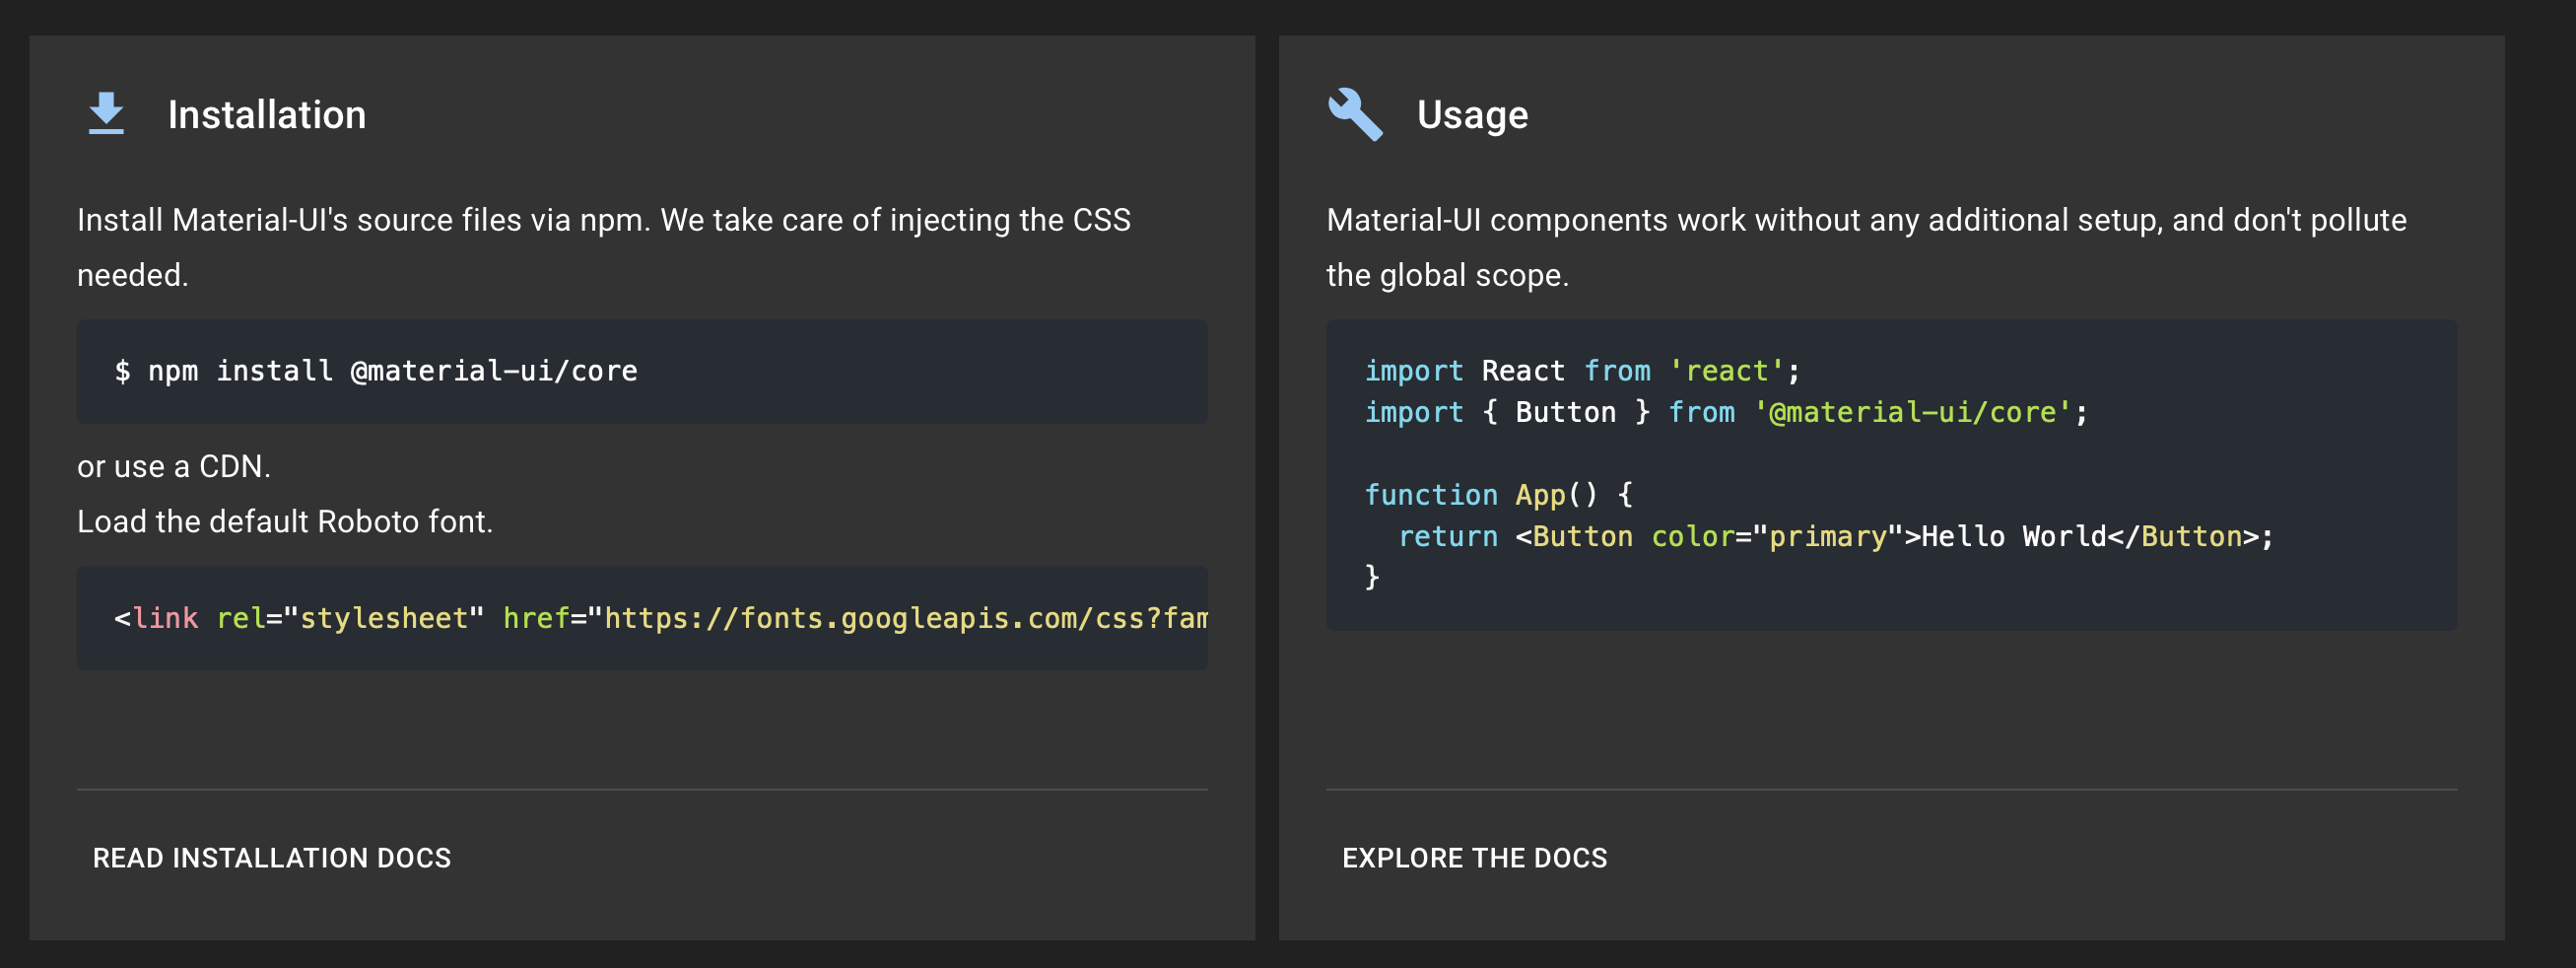 Installation
Install Material-UI's source files via npm. We take care of injecting the CSS
needed.
$ npm install @material-ui/core
or use a CDN.
Load the default Roboto font.
<link rel="stylesheet" href="https://fonts.googleapis.com/css?fam
READ INSTALLATION DOCS
Usage
Material-UI components work without any additional setup, and don't pollute
the global scope.
import React from 'react';
import { Button } from '@material-ui/core';
function App() {
  return <Button color="primary">Hello World</Button>;
}
EXPLORE THE DOCS